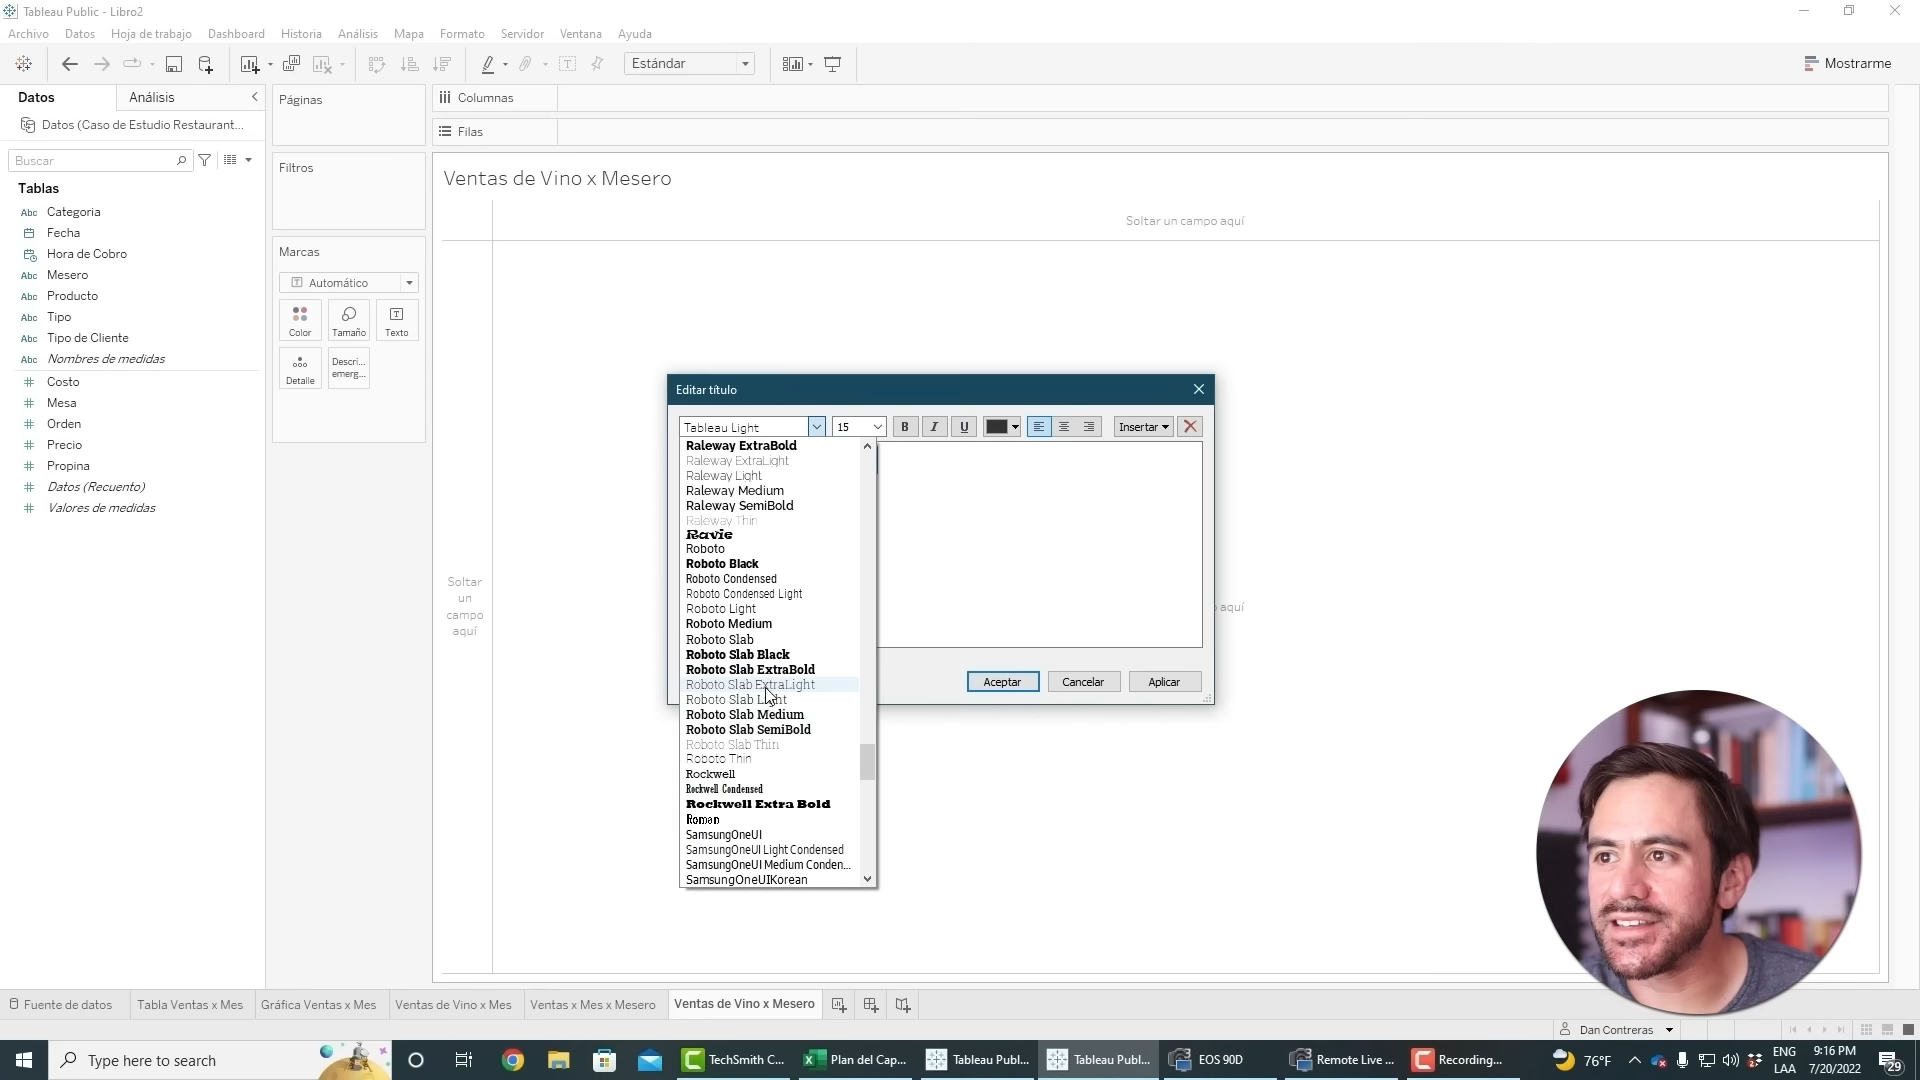 Tableau Public - Libro2
Archivo Datos Hoja de trabajo Dashboard Historia Análisis Mapa Formato Servidor Ventana Ayuda
Estándar
Mostrarme
Datos Análisis
Datos (Caso de Estudio Restaurant...
Buscar
Tablas
Abc Categoria
Fecha
Hora de Cobro
Abc Mesero
Abc Producto
Abc Tipo
Abc Tipo de Cliente
Abc Nombres de medidas
Costo
Mesa
Orden
Precio
Propina
Datos (Recuento)
Valores de medidas
Páginas
Filtros
Marcas
Automático
Color Tamaño Texto
Detalle Descri... emerg...
Columnas
Filas
Ventas de Vino x Mesero
Soltar un campo aquí
Soltar
un
campo
aquí
o aquí
Editar título
Tableau Light 15 B I U Insertar
Raleway ExtraBold
Raleway ExtraLight
Raleway Light
Raleway Medium
Raleway SemiBold
Raleway Thin
Ravie
Roboto
Roboto Black
Roboto Condensed
Roboto Condensed Light
Roboto Light
Roboto Medium
Roboto Slab
Roboto Slab Black
Roboto Slab ExtraBold
Roboto Slab ExtraLight
Roboto Slab Light
Roboto Slab Medium
Roboto Slab SemiBold
Roboto Slab Thin
Roboto Thin
Rockwell
Rockwell Condensed
Rockwell Extra Bold
Roman
SamsungOneUI
SamsungOneUI Light Condensed
SamsungOneUI Medium Conden...
SamsungOneUIKorean
Aceptar Cancelar Aplicar
Fuente de datos Tabla Ventas x Mes Gráfica Ventas x Mes Ventas de Vino x Mes Ventas x Mes x Mesero Ventas de Vino x Mesero
Dan Contreras
Type here to search
TechSmith C... Plan del Cap... Tableau Publ... Tableau Publ... EOS 90D Remote Live ... Recording...
76°F
ENG
LAA
9:16 PM
7/20/2022
29